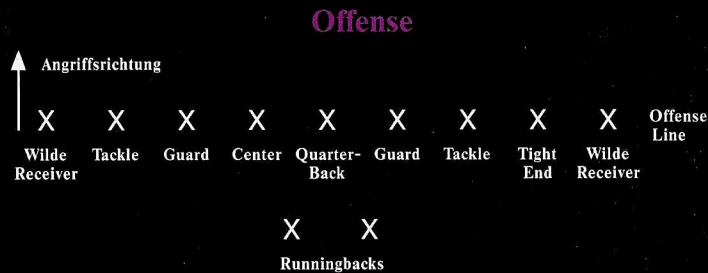 Offense
Angriffsrichtung
X X X X X X X X X
Offense
Line
Wilde
Receiver
Tackle
Guard
Center
Quarter-
Back
Guard
Tackle
Tight
End
Wilde
Receiver
X X
Runningbacks